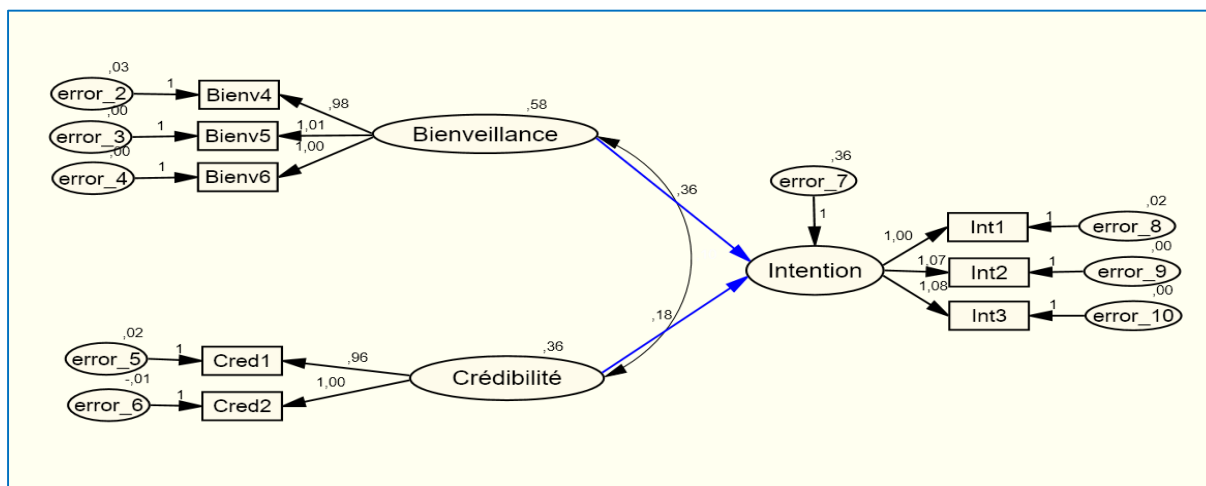 ,03
error_2
1
Bienv4
,98
,00
error_3
1
Bienv5
1,01
,00
error_4
1
Bienv6
1,00
,58
Bienveillance
,36
,36
error_7
1
Intention
1,00
Int1
1
,02
error_8
1,07
Int2
1
,00
error_9
1,08
Int3
1
,00
error_10
,18
,02
error_5
1
Cred1
,96
-,01
error_6
1
Cred2
1,00
,36
Crédibilité